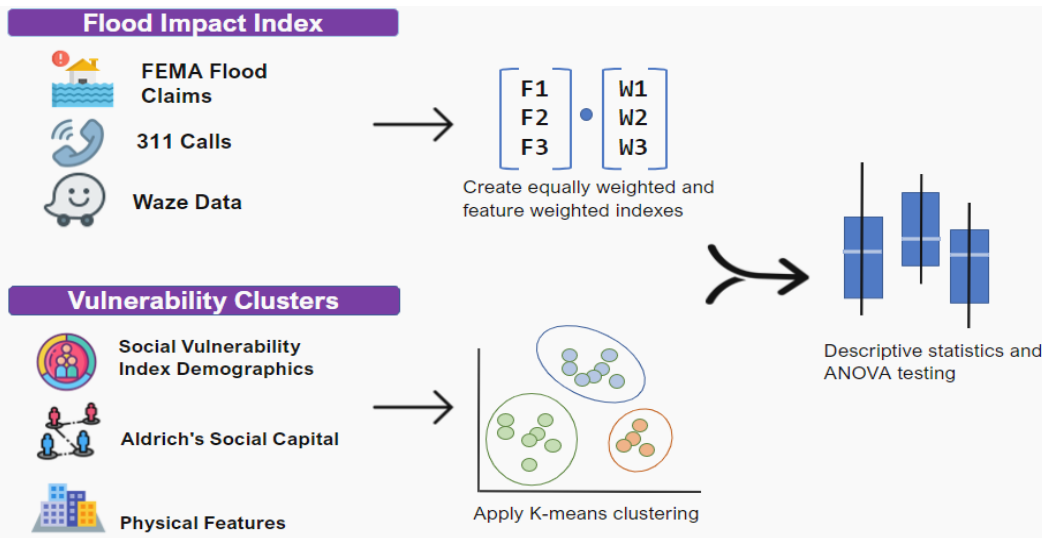 Flood Impact Index
FEMA Flood
Claims
311 Calls
Waze Data
F1
F2
F3
W1
W2
W3
Create equally weighted and
feature weighted indexes
Vulnerability Clusters
Social Vulnerability
Index Demographics
Aldrich's Social Capital
Physical Features
Apply K-means clustering
Descriptive statistics and
ANOVA testing